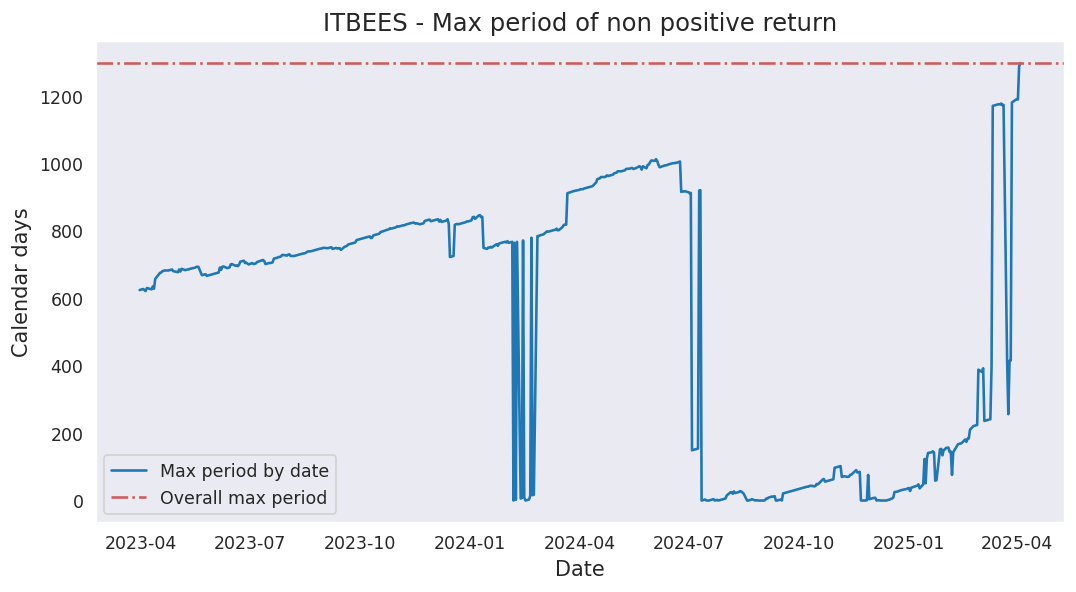 ITBEES - Max period of non positive return
Calendar days
1200
1000
800
600
400
200
0
Max period by date
Overall max period
2023-04 2023-07 2023-10 2024-01 2024-04 2024-07 2024-10 2025-01 2025-04
Date